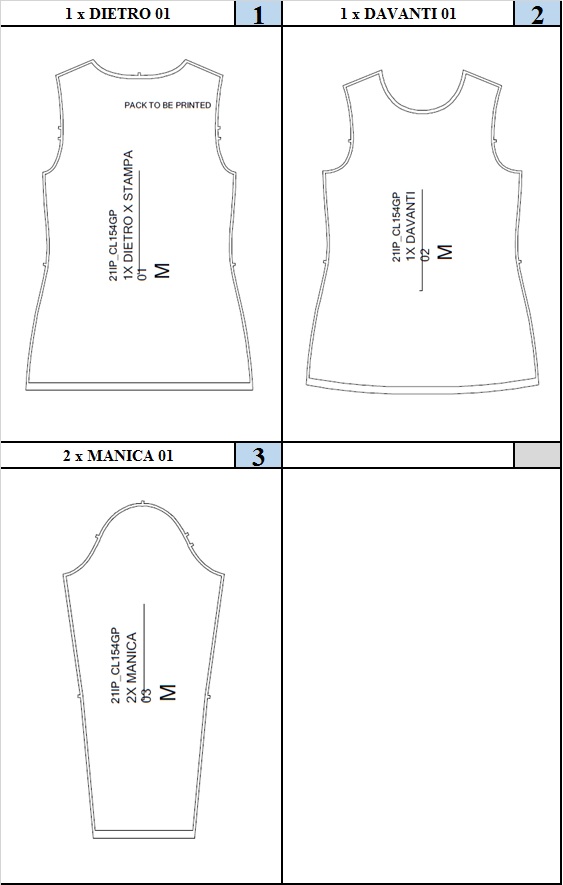 1 x DIETRO 01
1
1 x DAVANTI 01
2
PACK TO BE PRINTED
21IP_CL154GP
1X DIETRO X STAMPA
01
M
21IP_CL154GP
1X DAVANTI
02
M
2 x MANICA 01
3
21IP_CL154GP
2X MANICA
03
M